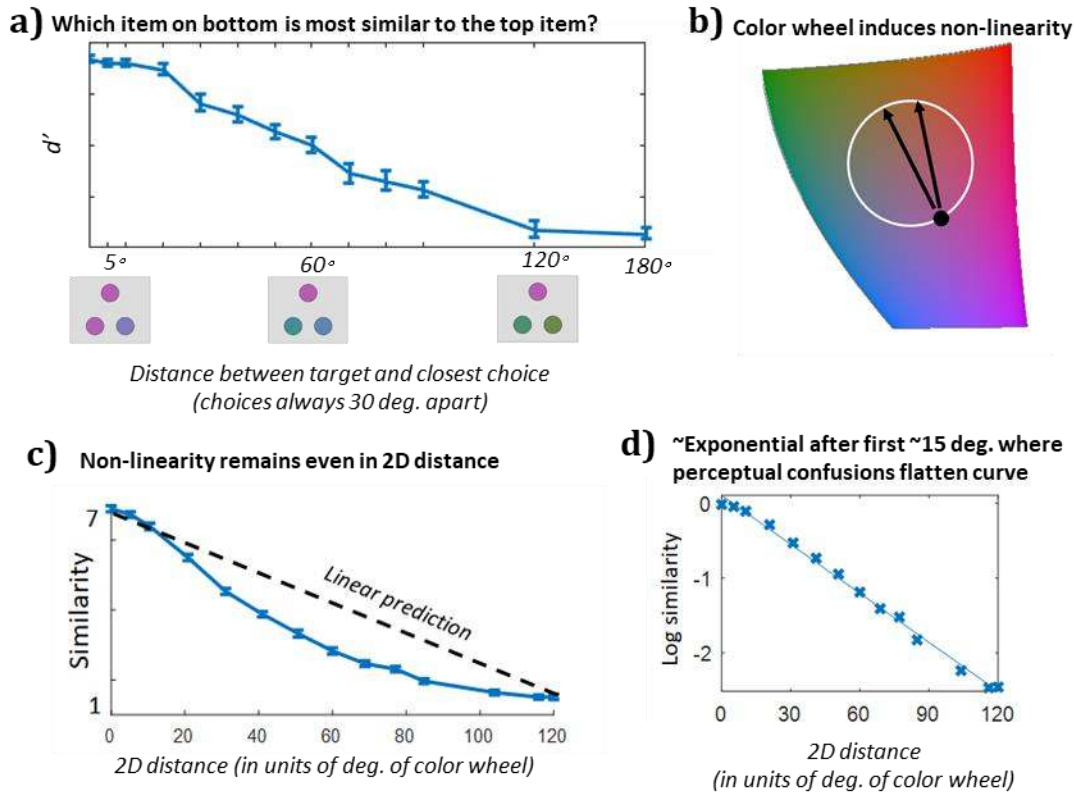 a) Which item on bottom is most similar to the top item?
d'
5°
60°
120°
180°
Distance between target and closest choice
(choices always 30 deg. apart)
b) Color wheel induces non-linearity
c) Non-linearity remains even in 2D distance
7
Similarity
1
Linear prediction
0 20 40 60 80 100 120
2D distance (in units of deg. of color wheel)
d) ~Exponential after first ~15 deg. where
perceptual confusions flatten curve
0
-1
-2
Log similarity
0 30 60 90 120
2D distance
(in units of deg. of color wheel)